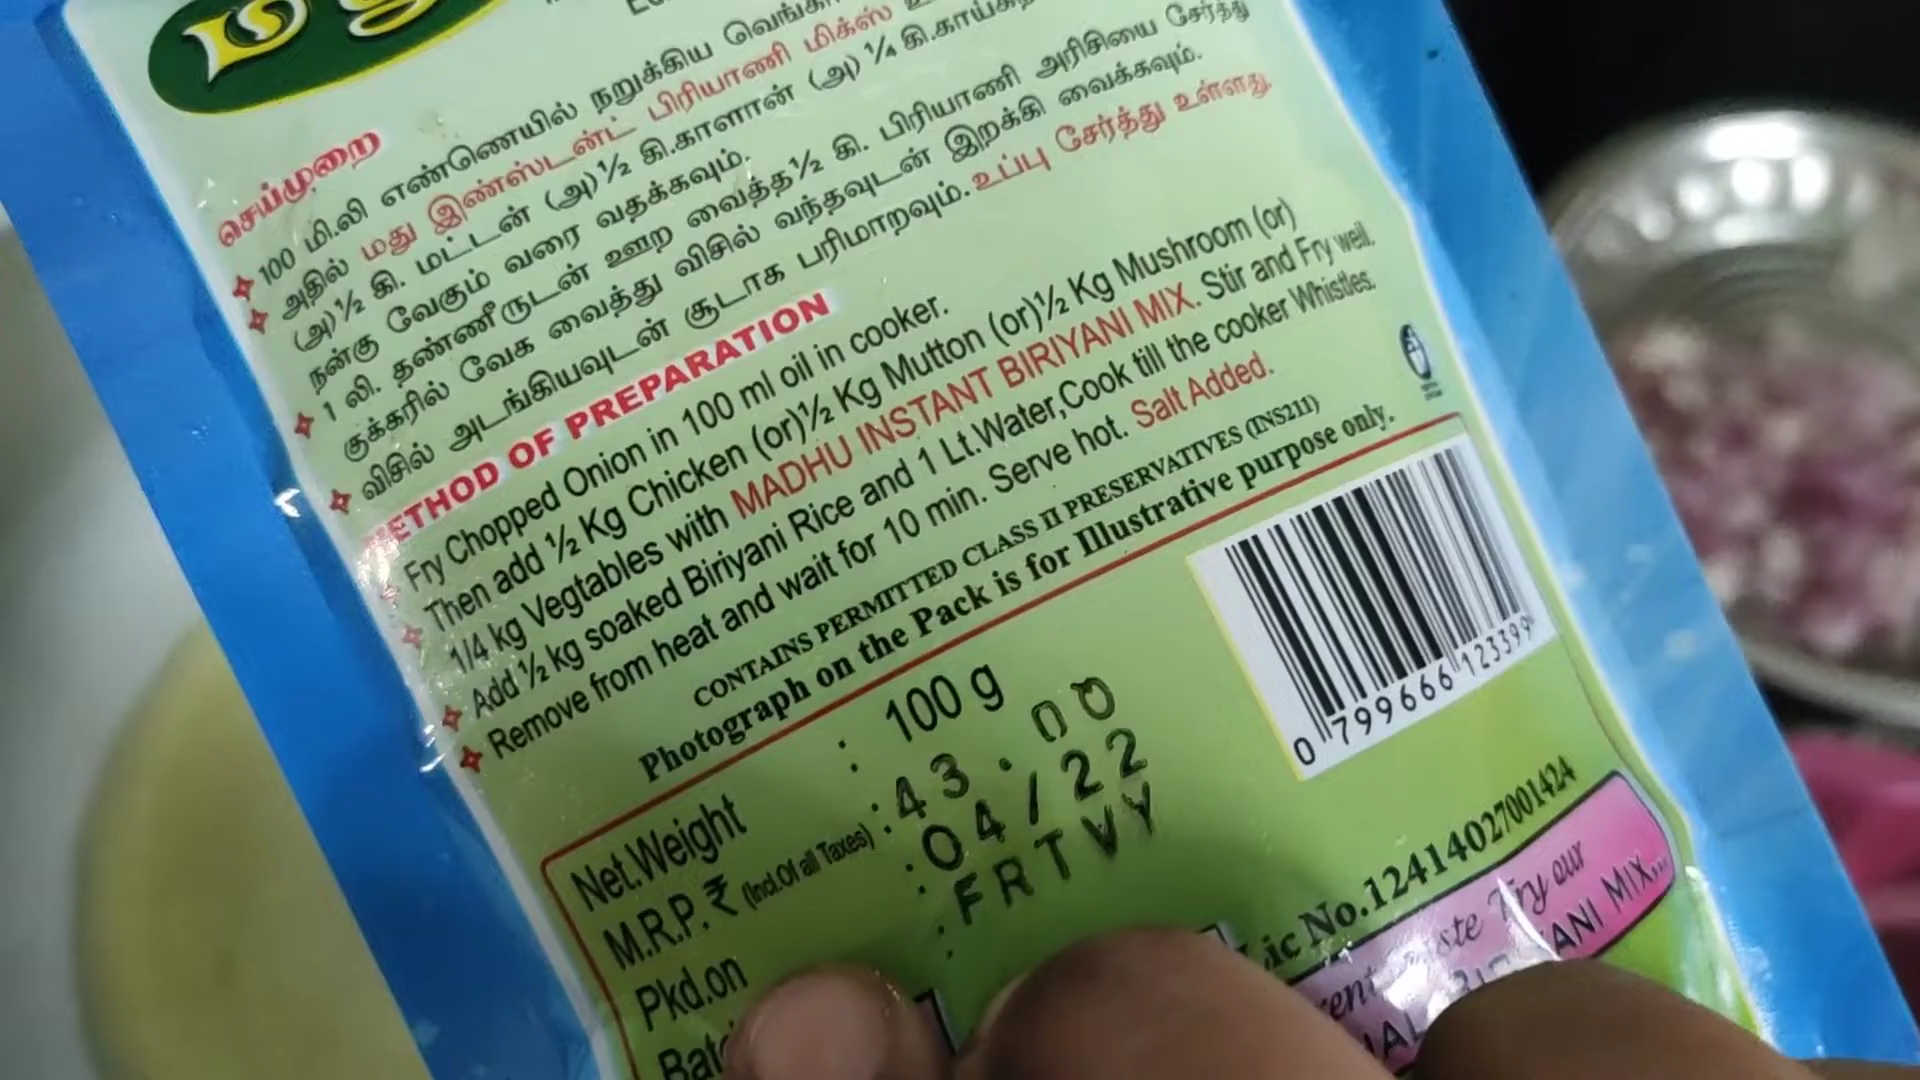 மது
செய்முறை
100 மி.லி எண்ணெயில் நறுக்கிய
அதில் மது இன்ஸ்டன்ட் பிரியாணி மிக்ஸ்
(அ) ½ கி. மட்டன் (அ) ½ கி.காளான் (அ) ¼ கி.
நன்கு வேகும் வரை வதக்கவும்.
1 லி. தண்ணீருடன் ஊற வைத்த ½ கி. பிரியாணி அரிசியை சேர்த்து
குக்கரில் வேக வைத்து விசில் வந்தவுடன் இறக்கி வைக்கவும்.
விசில் அடங்கியவுடன் சூடாக பரிமாறவும். உப்பு சேர்த்து உள்ளது.
METHOD OF PREPARATION
Fry Chopped Onion in 100 ml oil in cooker.
Then add ½ Kg Chicken (or)½ Kg Mutton (or)½ Kg Mushroom (or)
1/4 kg Vegtables with MADHU INSTANT BIRIYANI MIX. Stir and Fry well.
Add ½ kg soaked Biriyani Rice and 1 Lt.Water,Cook till the cooker Whistles.
Remove from heat and wait for 10 min. Serve hot. Salt Added.
CONTAINS PERMITTED CLASS II PRESERVATIVES (INS211)
Photograph on the Pack is for Illustrative purpose only.
0 799666 123399
Net.Weight : 100 g
M.R.P. ₹ (Incl.Of all Taxes) : 43.00
Pkd.on : 04/22
: FRTVY
Lic No.12414027001424
Try our
MIX...